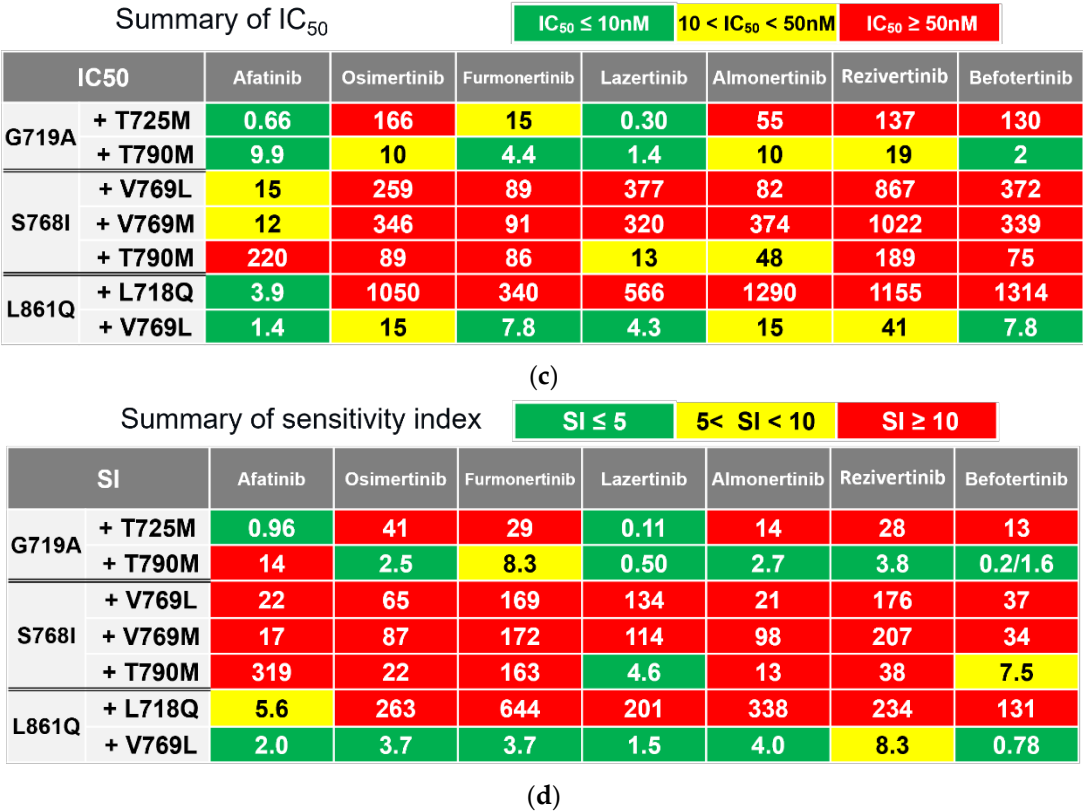 Summary of IC50 IC50 ≤ 10nM 10 < IC50 < 50nM IC50 ≥ 50nM
IC50 Afatinib Osimertinib Furmonertinib Lazertinib Almonertinib Rezivertinib Befotertinib
G719A + T725M 0.66 166 15 0.30 55 137 130
+ T790M 9.9 10 4.4 1.4 10 19 2
S768I + V769L 15 259 89 377 82 867 372
+ V769M 12 346 91 320 374 1022 339
+ T790M 220 89 86 13 48 189 75
L861Q + L718Q 3.9 1050 340 566 1290 1155 1314
+ V769L 1.4 15 7.8 4.3 15 41 7.8
(c)
Summary of sensitivity index SI ≤ 5 5< SI < 10 SI ≥ 10
SI Afatinib Osimertinib Furmonertinib Lazertinib Almonertinib Rezivertinib Befotertinib
G719A + T725M 0.96 41 29 0.11 14 28 13
+ T790M 14 2.5 8.3 0.50 2.7 3.8 0.2/1.6
S768I + V769L 22 65 169 134 21 176 37
+ V769M 17 87 172 114 98 207 34
+ T790M 319 22 163 4.6 13 38 7.5
L861Q + L718Q 5.6 263 644 201 338 234 131
+ V769L 2.0 3.7 3.7 1.5 4.0 8.3 0.78
(d)